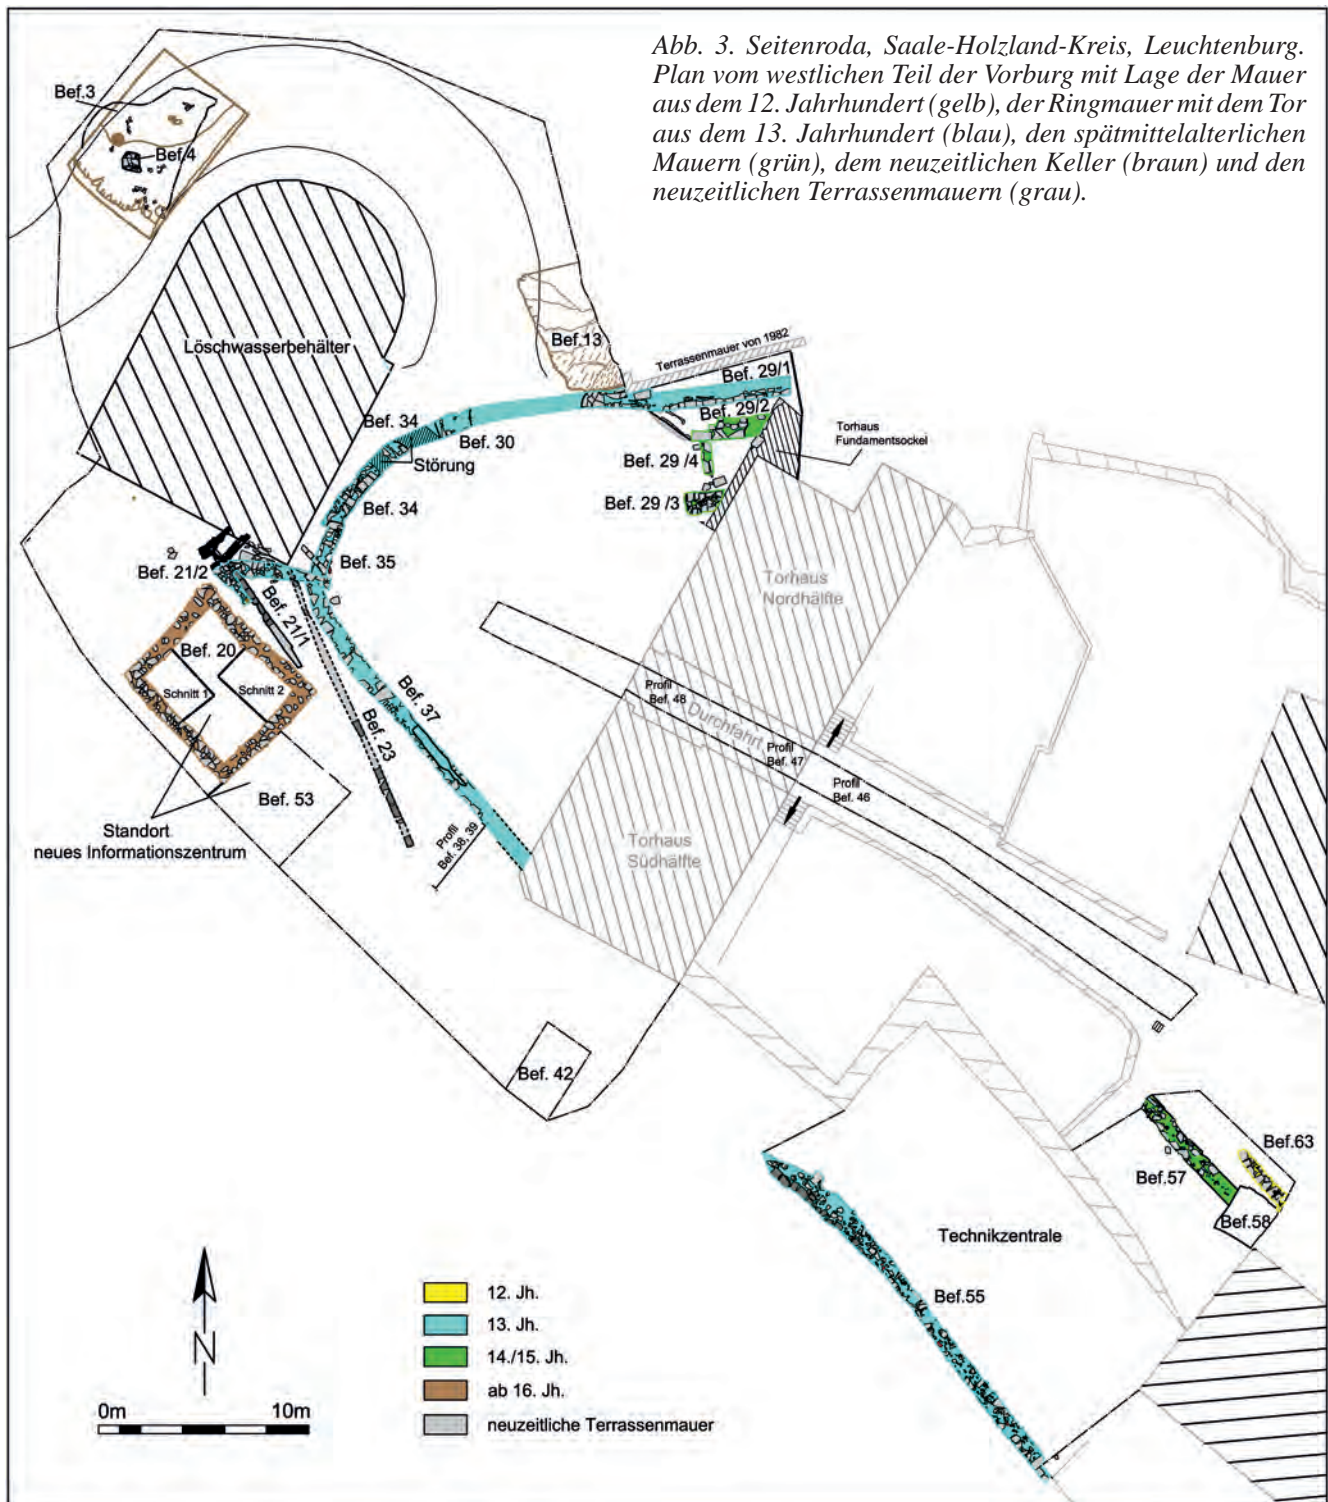 Abb. 3. Seitenroda, Saale-Holzland-Kreis, Leuchtenburg.
Plan vom westlichen Teil der Vorburg mit Lage der Mauer
aus dem 12. Jahrhundert (gelb), der Ringmauer mit dem Tor
aus dem 13. Jahrhundert (blau), den spätmittelalterlichen
Mauern (grün), dem neuzeitlichen Keller (braun) und den
neuzeitlichen Terrassenmauern (grau).
Bef.3
Bef.4
Löschwasserbehälter
Bef.13
Terrassenmauer von 1982
Bef. 29/1
Bef. 29/2
Bef. 34
Bef. 30
Störung
Bef. 29 /4
Torhaus
Fundamentsockel
Bef. 29 /3
Bef. 34
Bef. 35
Bef. 21/2
Bef. 21/1
Torhaus
Nordhälfte
Bef. 20
Schnitt 1
Schnitt 2
Bef. 37
Bef. 23
Profil
Bef. 48
Durchfahrt
Profil
Bef. 47
Profil
Bef. 46
Bef. 53
Standort
neues Informationszentrum
Profil
Bef. 38, 39
Torhaus
Südhälfte
Bef. 42
Bef.63
Bef.57
Bef.58
Technikzentrale
Bef.55
N
0m 10m
12. Jh.
13. Jh.
14./15. Jh.
ab 16. Jh.
neuzeitliche Terrassenmauer